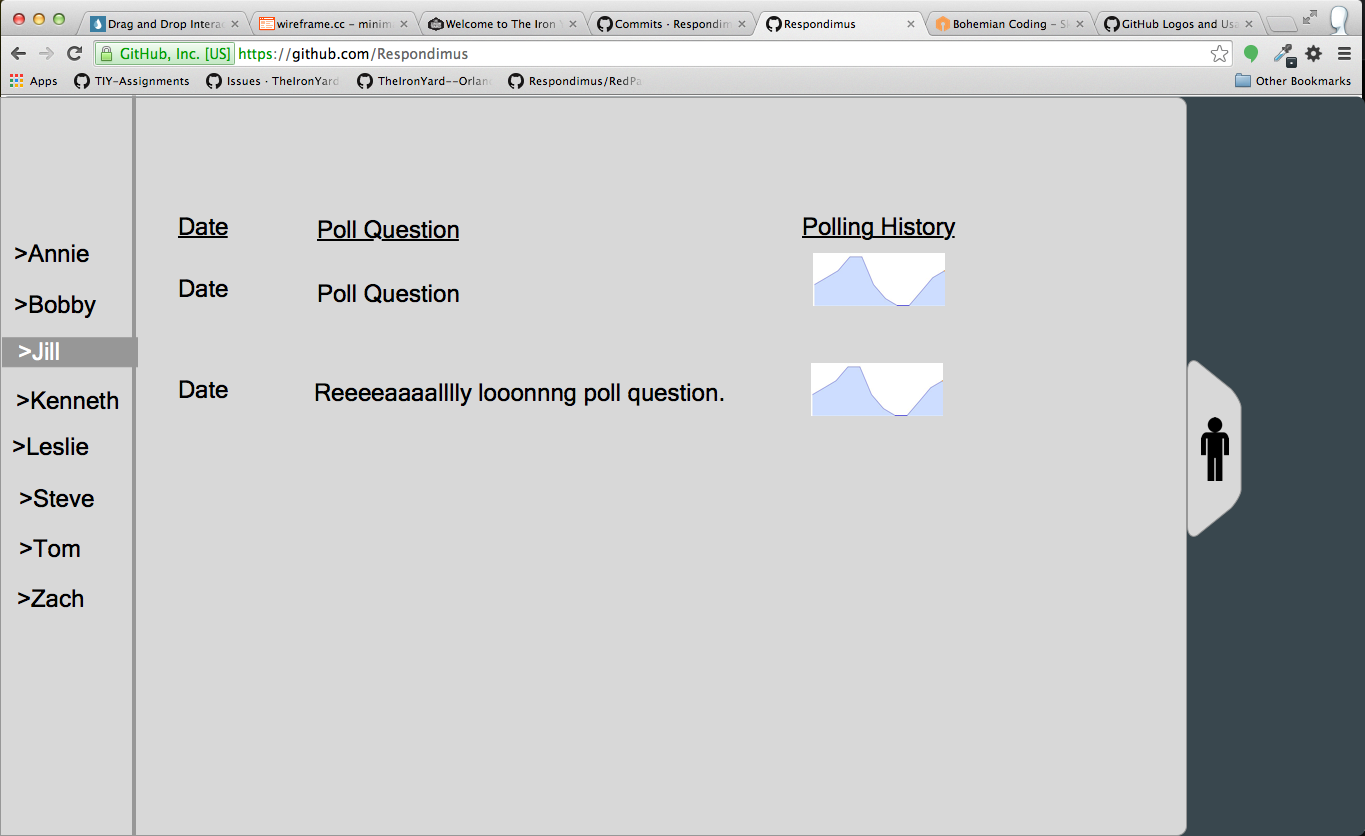 Drag and Drop Intera
wireframe.cc – minim
Welcome to The Iron Y
Commits · Respondim
Respondimus
Bohemian Coding – Sk
GitHub Logos and Usa
GitHub, Inc. [US] https://github.com/Respondimus
Apps
TIY-Assignments
Issues · TheIronYard
TheIronYard--Orlan
Respondimus/RedPa
Other Bookmarks
>Annie
>Bobby
>Jill
>Kenneth
>Leslie
>Steve
>Tom
>Zach
Date Poll Question Polling History
Date Poll Question
Date Reeeeaaaalllly looonnng poll question.